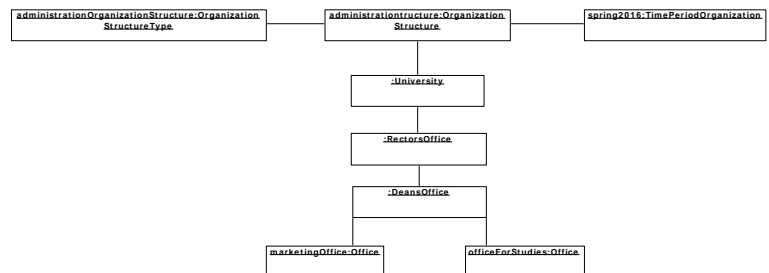 administrationOrganizationStructure:Organization
StructureType
administrationtructure:Organization
Structure
spring2016:TimePeriodOrganization
:University
:RectorsOffice
:DeansOffice
marketingOffice:Office
officeForStudies:Office